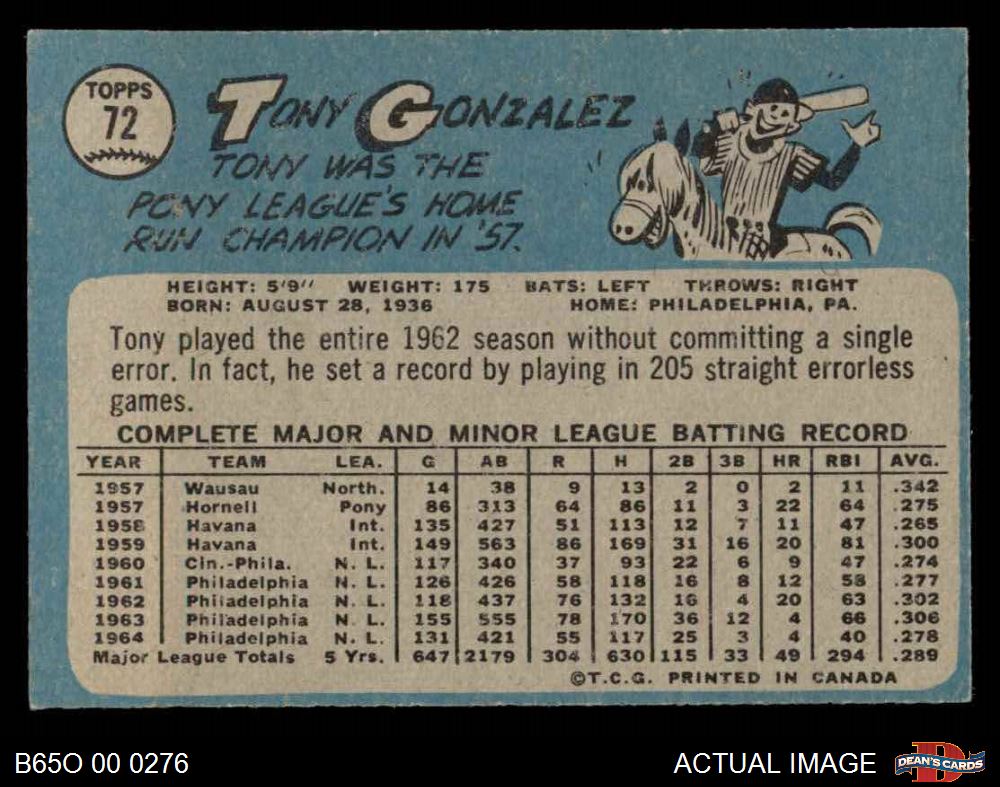 TOPPS
72
TONY GONZALEZ
TONY WAS THE
PONY LEAGUE'S HOME
RUN CHAMPION IN '57.
HEIGHT: 5'9" WEIGHT: 175 BATS: LEFT THROWS: RIGHT
BORN: AUGUST 28, 1936 HOME: PHILADELPHIA, PA.
Tony played the entire 1962 season without committing a single
error. In fact, he set a record by playing in 205 straight errorless
games.
COMPLETE MAJOR AND MINOR LEAGUE BATTING RECORD
YEAR TEAM LEA. G AB R H 2B 3B HR RBI AVG.
1957 Wausau North. 14 38 9 13 2 0 2 11 .342
1957 Hornell Pony 86 313 64 86 11 3 22 64 .275
1958 Havana Int. 135 427 51 113 12 7 11 47 .265
1959 Havana Int. 149 563 86 169 31 16 20 81 .300
1960 Cin.-Phila. N. L. 117 340 37 93 22 6 9 47 .274
1961 Philadelphia N. L. 126 426 58 118 16 8 12 58 .277
1962 Philadelphia N. L. 118 437 76 132 16 4 20 63 .302
1963 Philadelphia N. L. 155 555 78 170 36 12 4 66 .306
1964 Philadelphia N. L. 131 421 55 117 25 3 4 40 .278
Major League Totals 5 Yrs. 647 2179 304 630 115 33 49 294 .289
©T.C.G. PRINTED IN CANADA
B65O 00 0276
ACTUAL IMAGE
DEAN'S CARDS